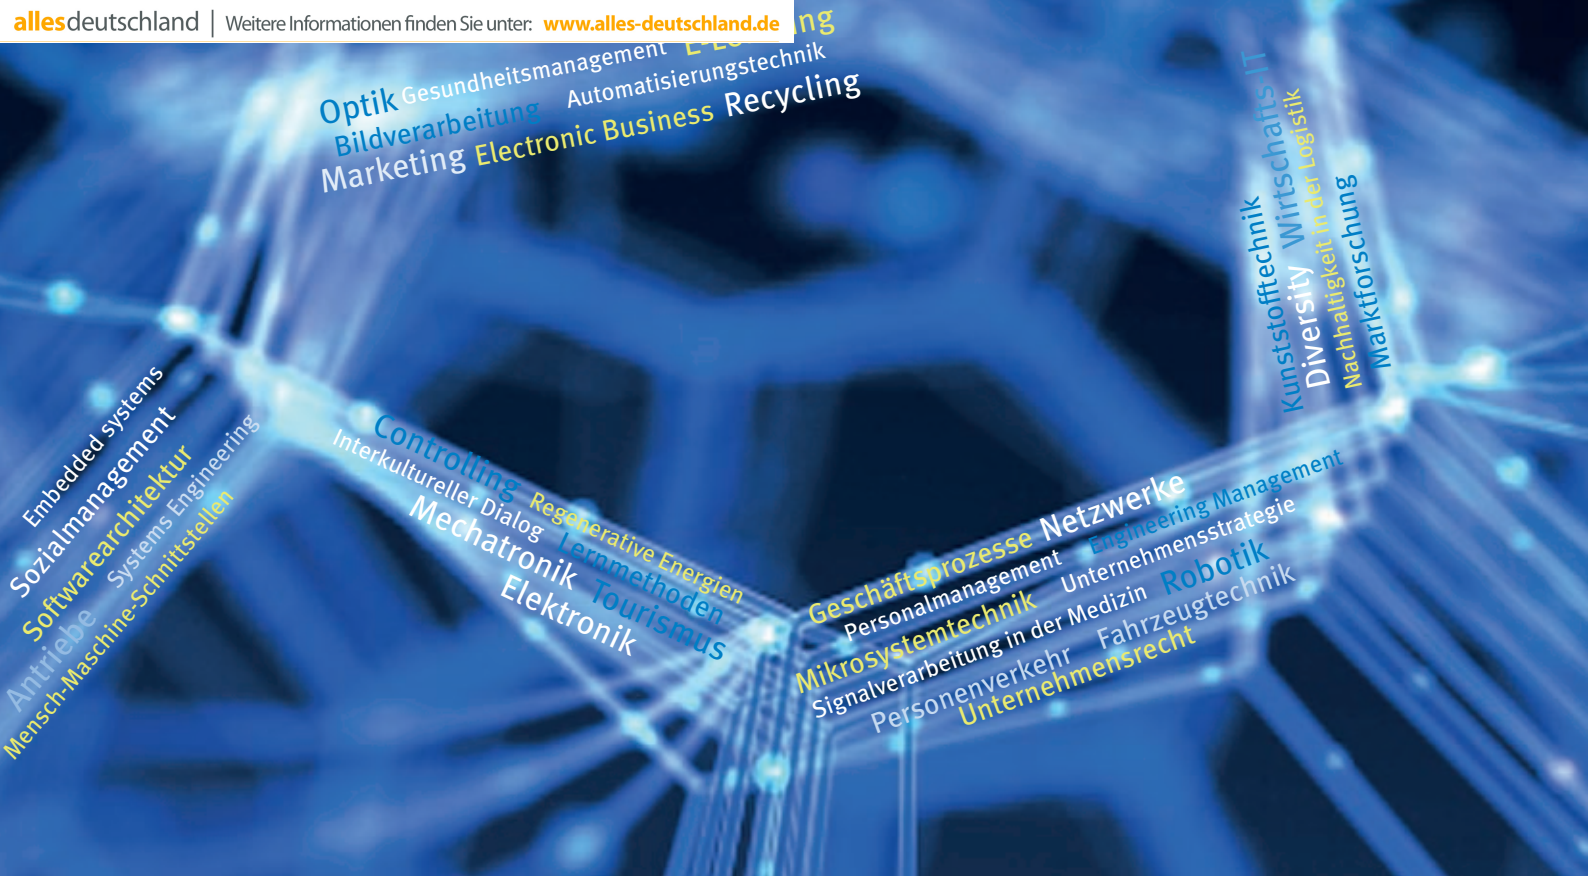 allesdeutschland | Weitere Informationen finden Sie unter: www.alles-deutschland.de
Optik Gesundheitsmanagement
Bildverarbeitung Automatisierungstechnik
Marketing Electronic Business Recycling
Kunststofftechnik
Wirtschafts-IT
Diversity
Nachhaltigkeit in der Logistik
Marktforschung
Embedded systems
Sozialmanagement
Softwarearchitektur
Antriebe Systems Engineering
Mensch-Maschine-Schnittstellen
Controlling Regenerative Energien
Interkultureller Dialog Lernmethoden
Mechatronik Tourismus
Elektronik
Geschäftsprozesse Netzwerke
Personalmanagement Engineering Management
Mikrosystemtechnik Unternehmensstrategie
Signalverarbeitung in der Medizin Robotik
Personenverkehr Fahrzeugtechnik
Unternehmensrecht